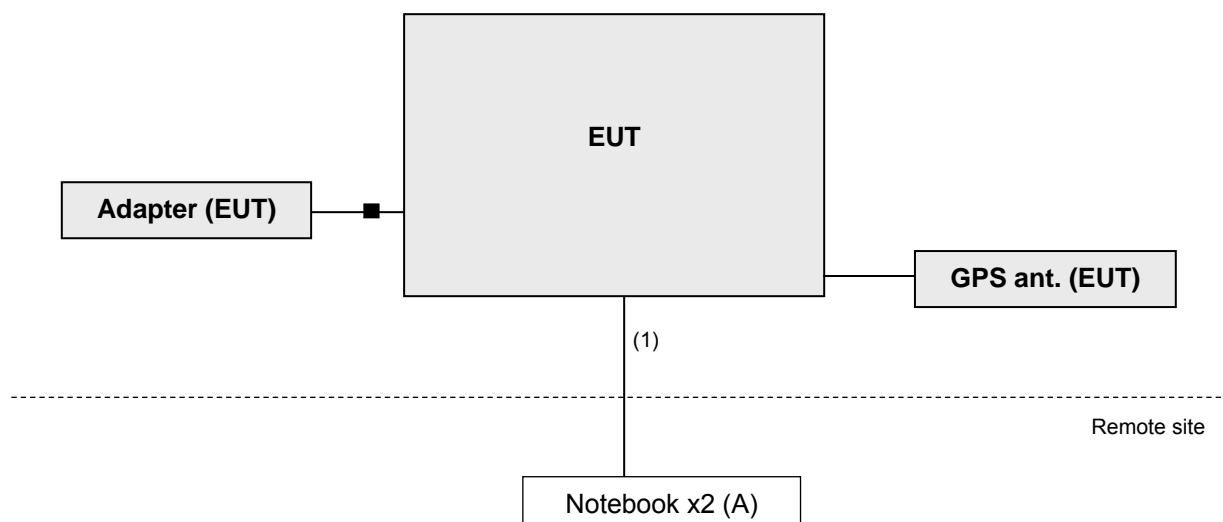 EUT
Adapter (EUT)
GPS ant. (EUT)
(1)
Remote site
Notebook x2 (A)